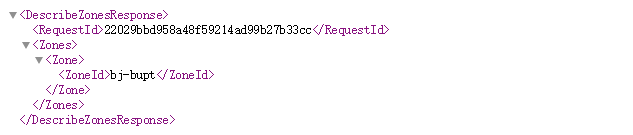 <DescribeZonesResponse>
<RequestId>22029bbd958a48f59214ad99b27b33cc</RequestId>
<Zones>
<Zone>
<ZoneId>bj-bupt</ZoneId>
</Zone>
</Zones>
</DescribeZonesResponse>